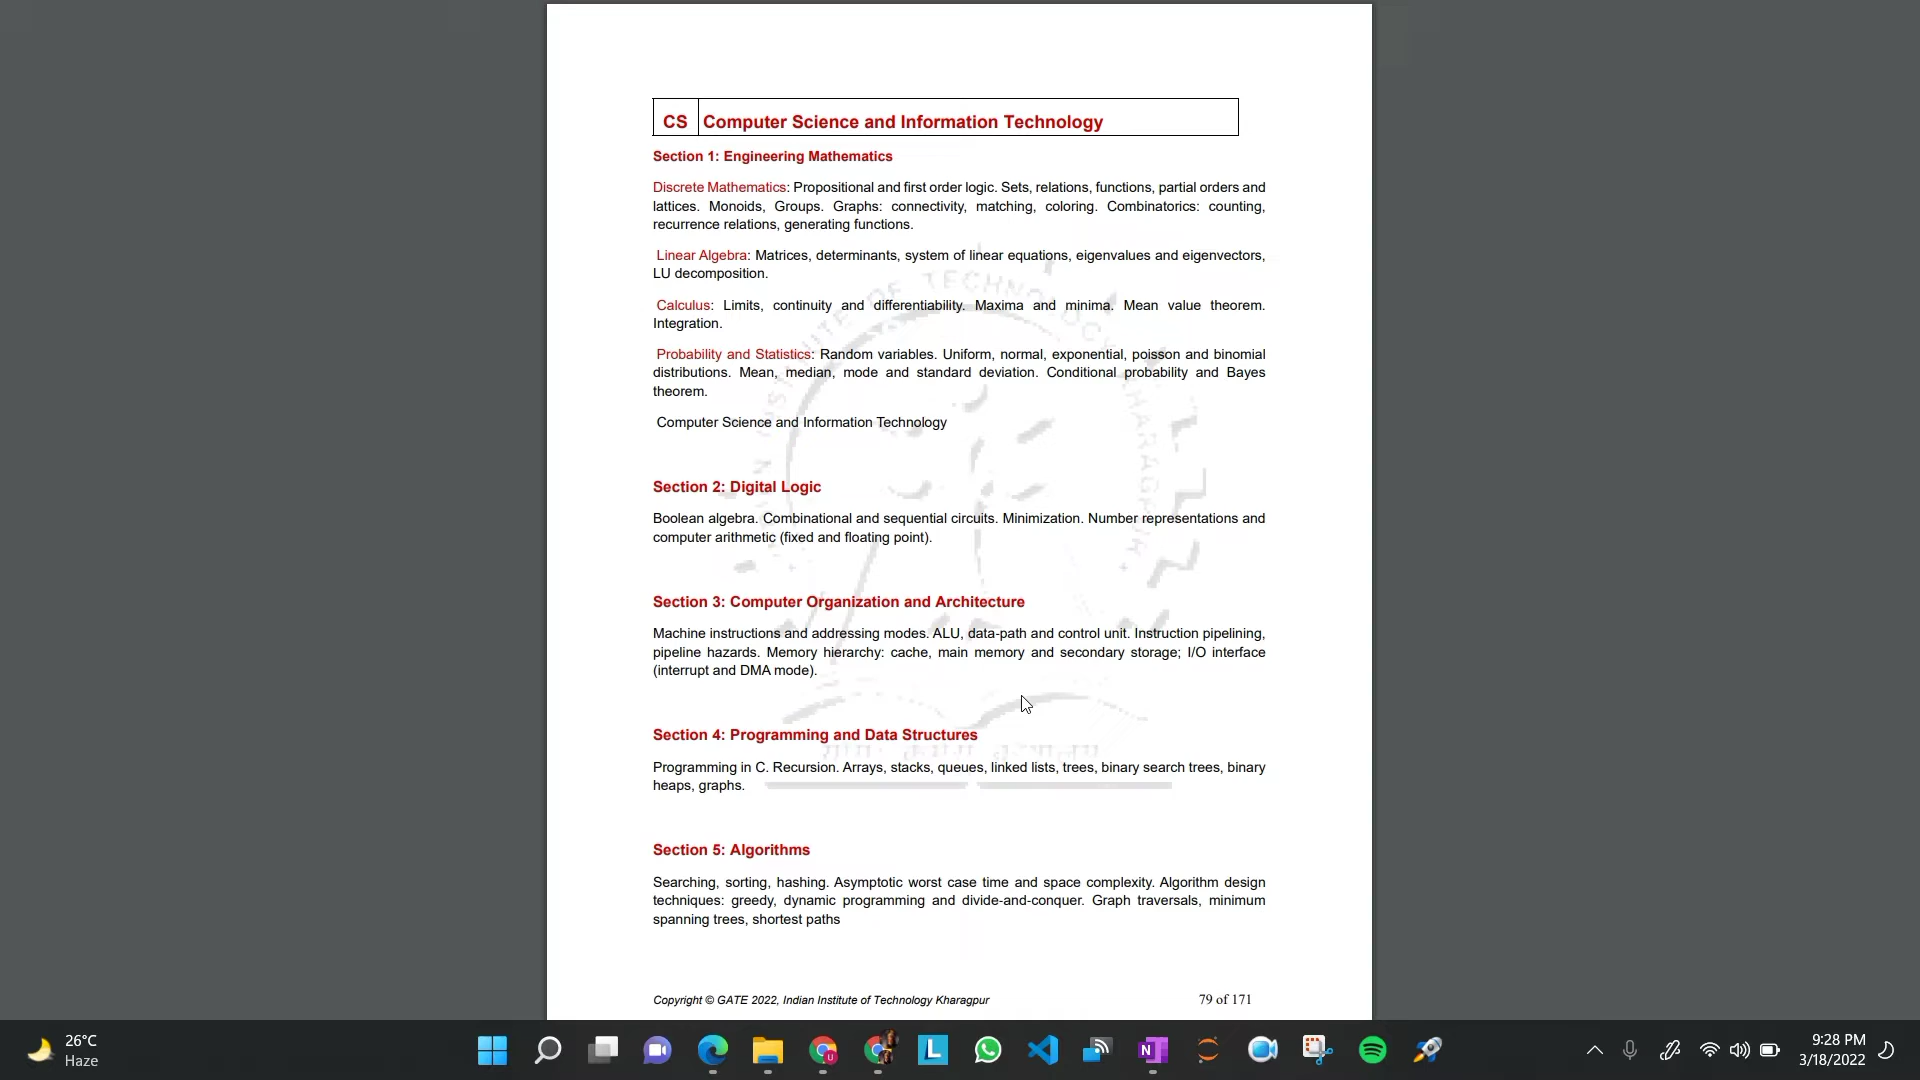 CS Computer Science and Information Technology
Section 1: Engineering Mathematics
Discrete Mathematics: Propositional and first order logic. Sets, relations, functions, partial orders and
lattices. Monoids, Groups. Graphs: connectivity, matching, coloring. Combinatorics: counting,
recurrence relations, generating functions.
Linear Algebra: Matrices, determinants, system of linear equations, eigenvalues and eigenvectors,
LU decomposition.
Calculus: Limits, continuity and differentiability. Maxima and minima. Mean value theorem.
Integration.
Probability and Statistics: Random variables. Uniform, normal, exponential, poisson and binomial
distributions. Mean, median, mode and standard deviation. Conditional probability and Bayes
theorem.
Computer Science and Information Technology
Section 2: Digital Logic
Boolean algebra. Combinational and sequential circuits. Minimization. Number representations and
computer arithmetic (fixed and floating point).
Section 3: Computer Organization and Architecture
Machine instructions and addressing modes. ALU, data-path and control unit. Instruction pipelining,
pipeline hazards. Memory hierarchy: cache, main memory and secondary storage; I/O interface
(interrupt and DMA mode).
Section 4: Programming and Data Structures
Programming in C. Recursion. Arrays, stacks, queues, linked lists, trees, binary search trees, binary
heaps, graphs.
Section 5: Algorithms
Searching, sorting, hashing. Asymptotic worst case time and space complexity. Algorithm design
techniques: greedy, dynamic programming and divide-and-conquer. Graph traversals, minimum
spanning trees, shortest paths
Copyright © GATE 2022, Indian Institute of Technology Kharagpur 79 of 171
26°C
Haze
9:28 PM
3/18/2022